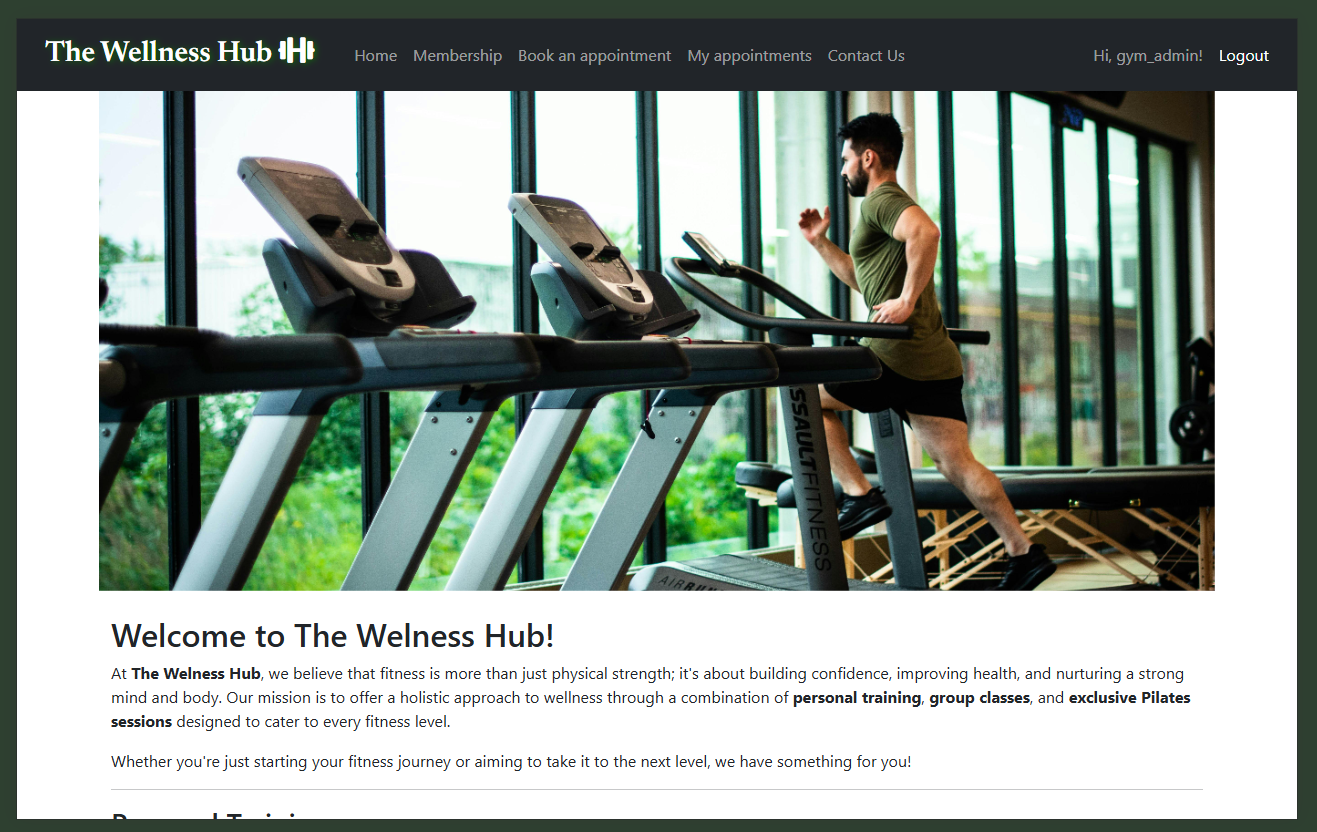 The Wellness Hub
Home Membership Book an appointment My appointments Contact Us
Hi, gym_admin! Logout
SSAULTFITNESS
Welcome to The Welness Hub!
At The Welness Hub, we believe that fitness is more than just physical strength; it's about building confidence, improving health, and nurturing a strong
mind and body. Our mission is to offer a holistic approach to wellness through a combination of personal training, group classes, and exclusive Pilates
sessions designed to cater to every fitness level.
Whether you're just starting your fitness journey or aiming to take it to the next level, we have something for you!